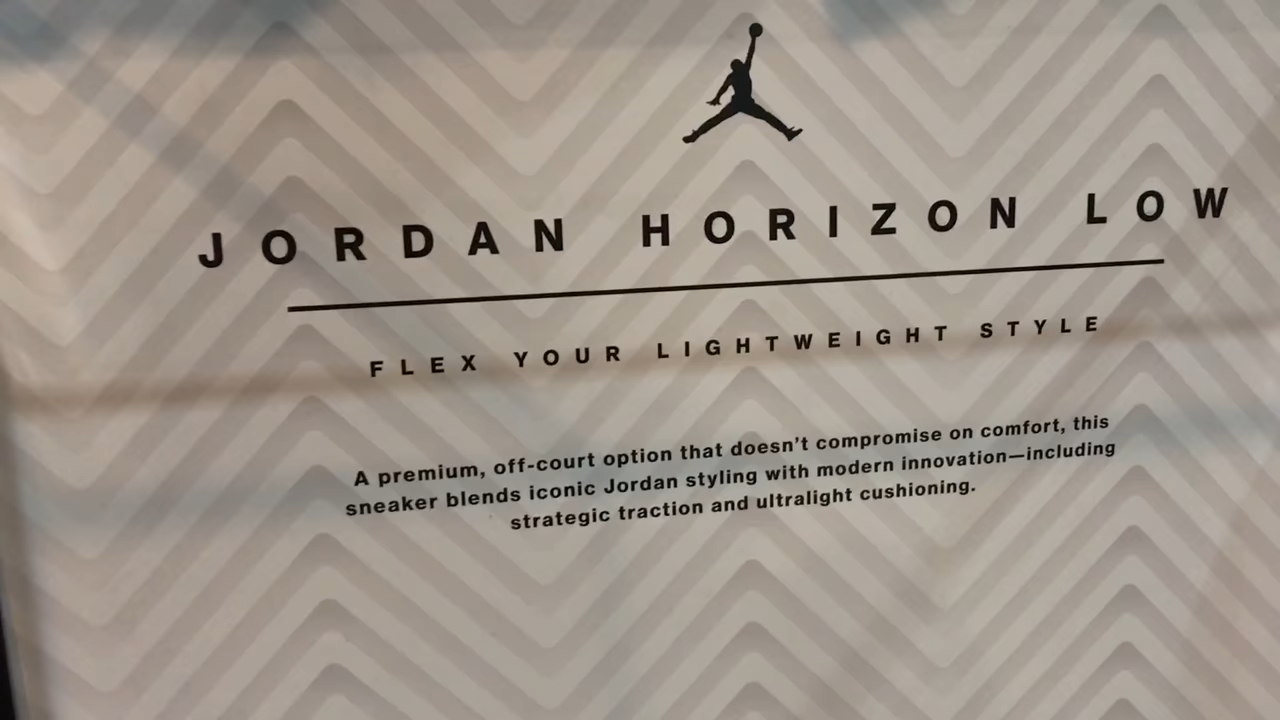 JORDAN HORIZON LOW
FLEX YOUR LIGHTWEIGHT STYLE
A premium, off-court option that doesn't compromise on comfort, this
sneaker blends iconic Jordan styling with modern innovation—including
strategic traction and ultralight cushioning.